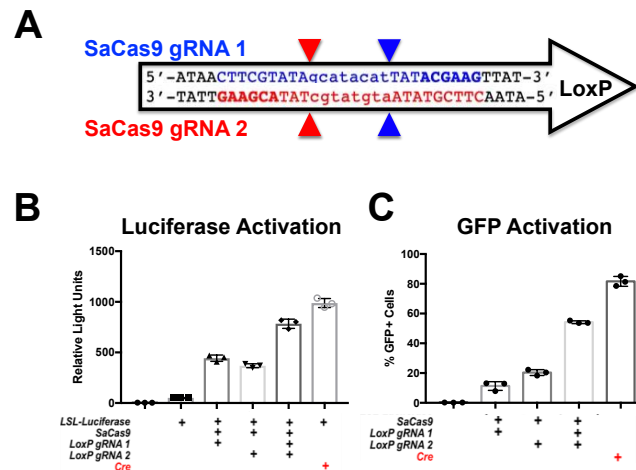 A
SaCas9 gRNA 1
5’-ATAACTTCGTATAgcatacatTATACGAAGTTAT-3’
3’-TATTGAAGCATATcgtatgtaATATGCTTCAATA-5’
LoxP
SaCas9 gRNA 2
B
Luciferase Activation
Relative Light Units
1500
1000
500
0
LSL-Luciferase + + + + +
SaCas9 + + +
LoxP gRNA 1 + +
LoxP gRNA 2 + +
Cre +
C
GFP Activation
% GFP+ Cells
100
80
60
40
20
0
SaCas9 + + +
LoxP gRNA 1 + +
LoxP gRNA 2 + +
Cre +